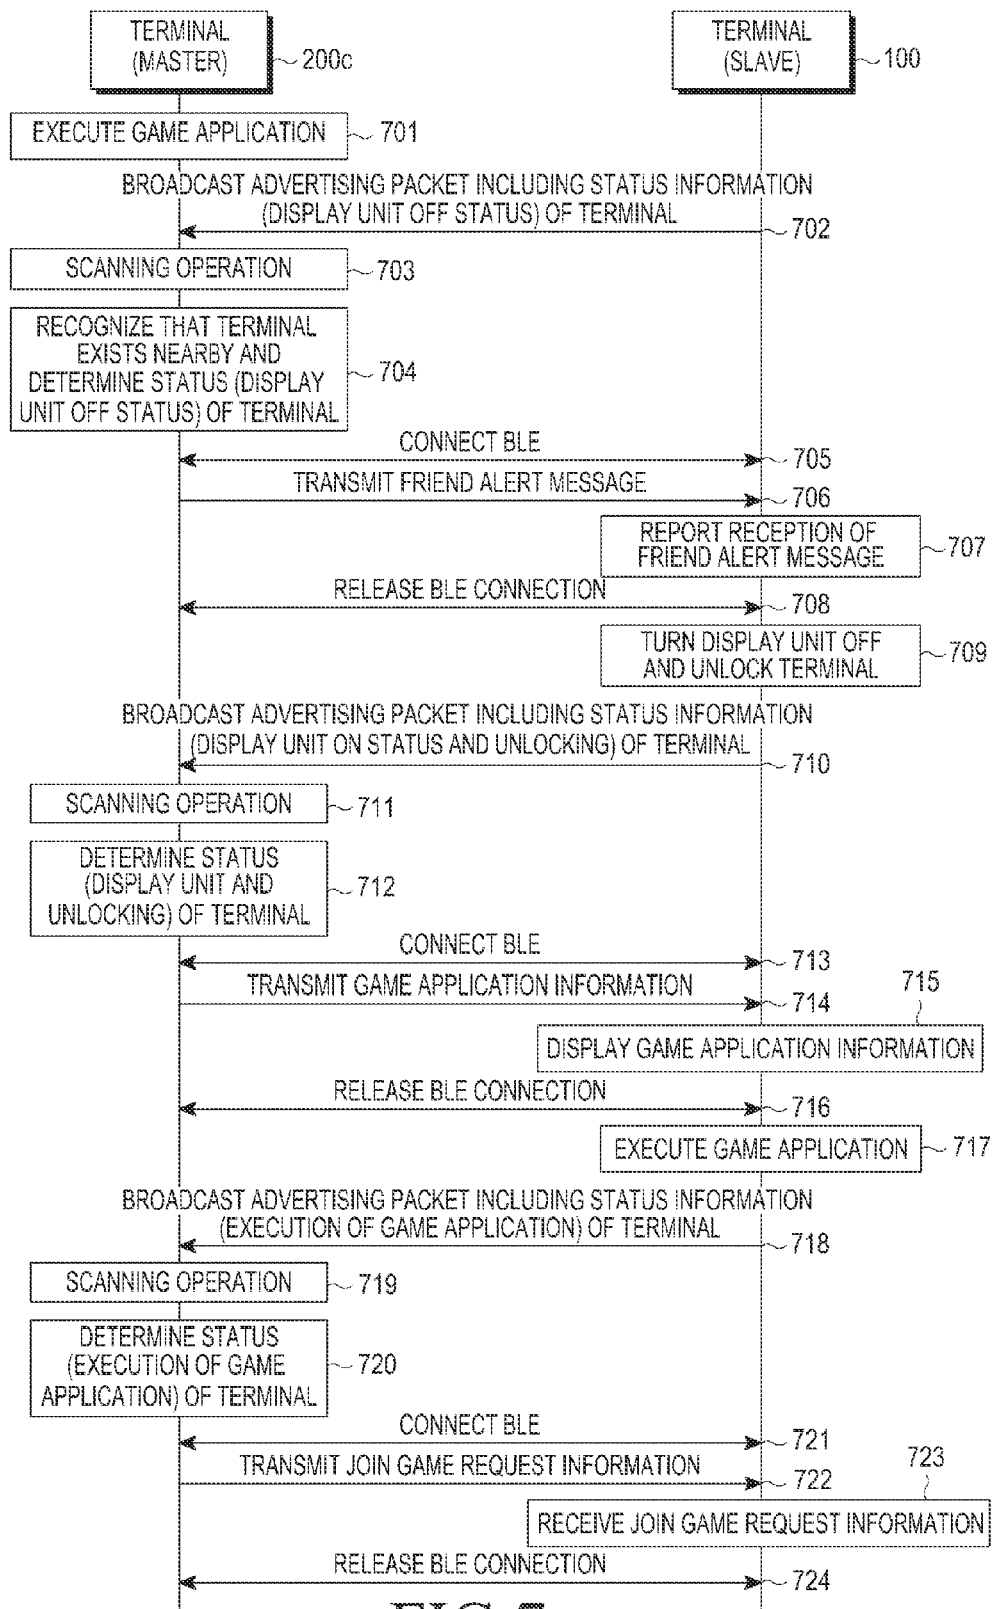 TERMINAL
(MASTER)
200c
TERMINAL
(SLAVE)
100
EXECUTE GAME APPLICATION
701
BROADCAST ADVERTISING PACKET INCLUDING STATUS INFORMATION
(DISPLAY UNIT OFF STATUS) OF TERMINAL
702
SCANNING OPERATION
703
RECOGNIZE THAT TERMINAL
EXISTS NEARBY AND
DETERMINE STATUS (DISPLAY
UNIT OFF STATUS) OF TERMINAL
704
CONNECT BLE
705
TRANSMIT FRIEND ALERT MESSAGE
706
REPORT RECEPTION OF
FRIEND ALERT MESSAGE
707
RELEASE BLE CONNECTION
708
TURN DISPLAY UNIT OFF
AND UNLOCK TERMINAL
709
BROADCAST ADVERTISING PACKET INCLUDING STATUS INFORMATION
(DISPLAY UNIT ON STATUS AND UNLOCKING) OF TERMINAL
710
SCANNING OPERATION
711
DETERMINE STATUS
(DISPLAY UNIT AND
UNLOCKING) OF TERMINAL
712
CONNECT BLE
713
TRANSMIT GAME APPLICATION INFORMATION
714
715
DISPLAY GAME APPLICATION INFORMATION
RELEASE BLE CONNECTION
716
EXECUTE GAME APPLICATION
717
BROADCAST ADVERTISING PACKET INCLUDING STATUS INFORMATION
(EXECUTION OF GAME APPLICATION) OF TERMINAL
718
SCANNING OPERATION
719
DETERMINE STATUS
(EXECUTION OF GAME
APPLICATION) OF TERMINAL
720
CONNECT BLE
721
TRANSMIT JOIN GAME REQUEST INFORMATION
722
723
RECEIVE JOIN GAME REQUEST INFORMATION
RELEASE BLE CONNECTION
724